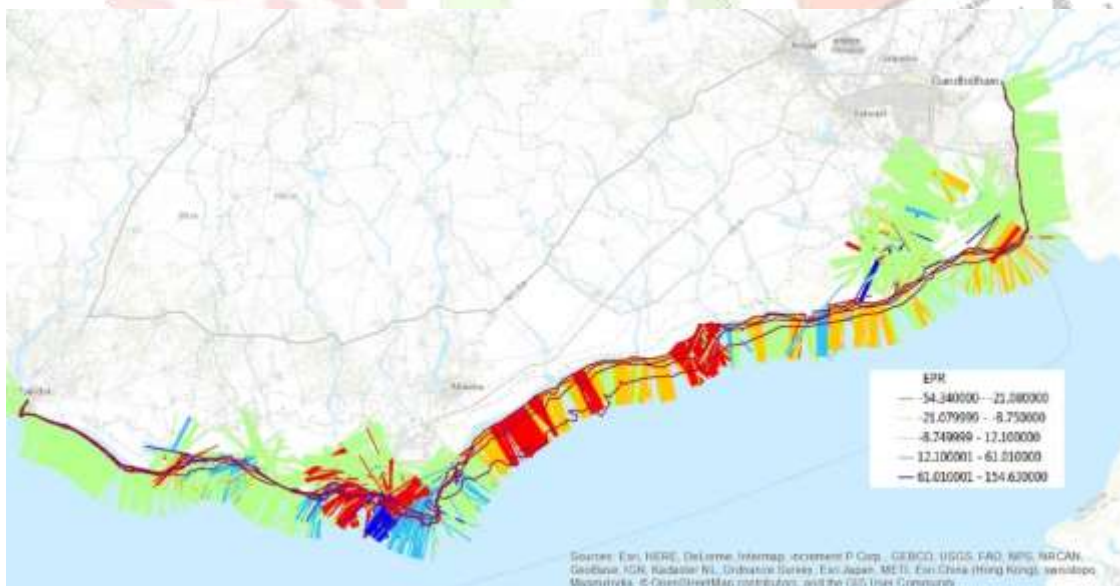 Gandhidham
Mundra
EPR
-54.340000 - -21.080000
-21.079999 - -8.750000
-8.749999 - 12.100000
12.100001 - 61.010000
61.010001 - 154.630000
Sources: Esri, HERE, DeLorme, Intermap, increment P Corp., GEBCO, USGS, FAO, NPS, NRCAN,
GeoBase, IGN, Kadaster NL, Ordnance Survey, Esri Japan, METI, Esri China (Hong Kong), swisstopo,
MapmyIndia, © OpenStreetMap contributors, and the GIS User Community